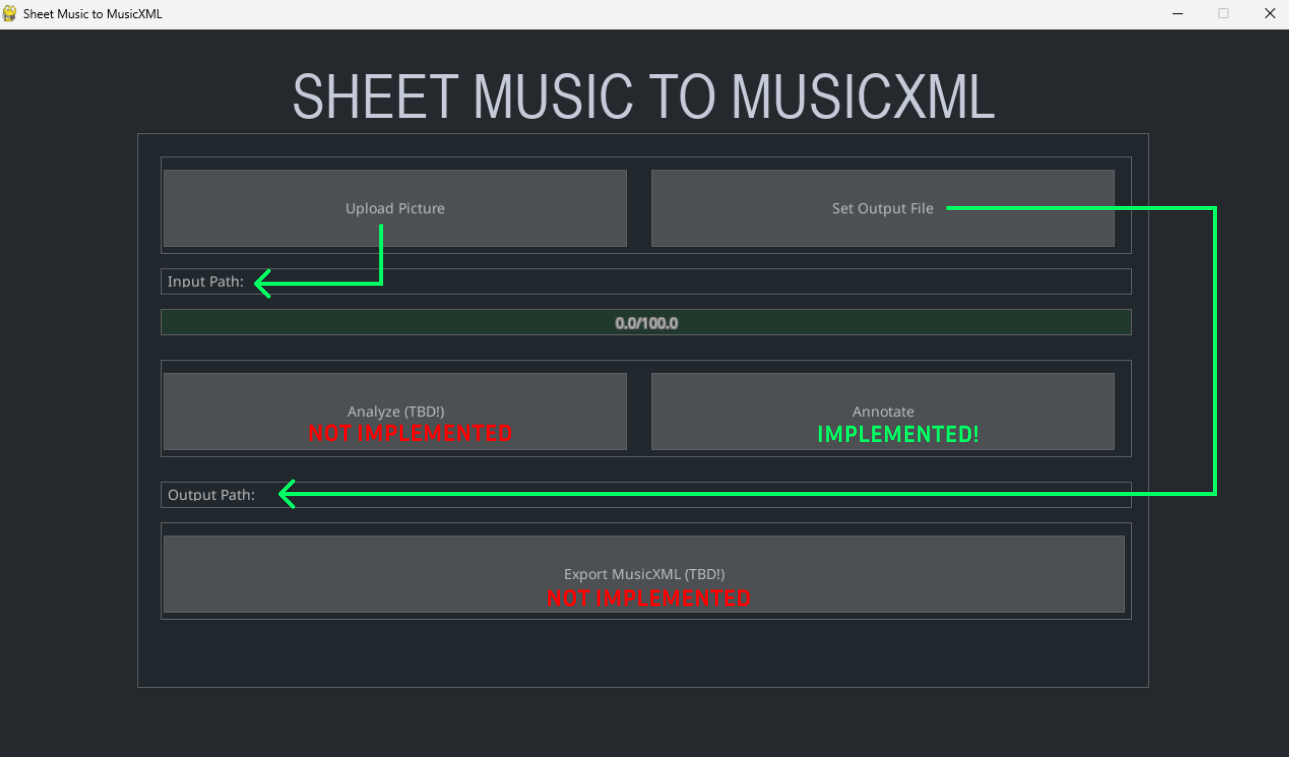 Sheet Music to MusicXML
SHEET MUSIC TO MUSICXML
Upload Picture
Set Output File
Input Path:
0.0/100.0
Analyze (TBD!)
NOT IMPLEMENTED
Annotate
IMPLEMENTED!
Output Path:
Export MusicXML (TBD!)
NOT IMPLEMENTED